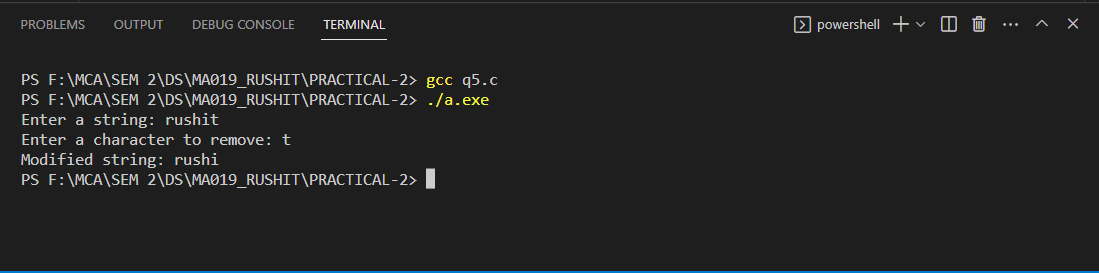 PROBLEMS OUTPUT DEBUG CONSOLE TERMINAL powershell
PS F:\MCA\SEM 2\DS\MA019_RUSHIT\PRACTICAL-2> gcc q5.c
PS F:\MCA\SEM 2\DS\MA019_RUSHIT\PRACTICAL-2> ./a.exe
Enter a string: rushit
Enter a character to remove: t
Modified string: rushi
PS F:\MCA\SEM 2\DS\MA019_RUSHIT\PRACTICAL-2>